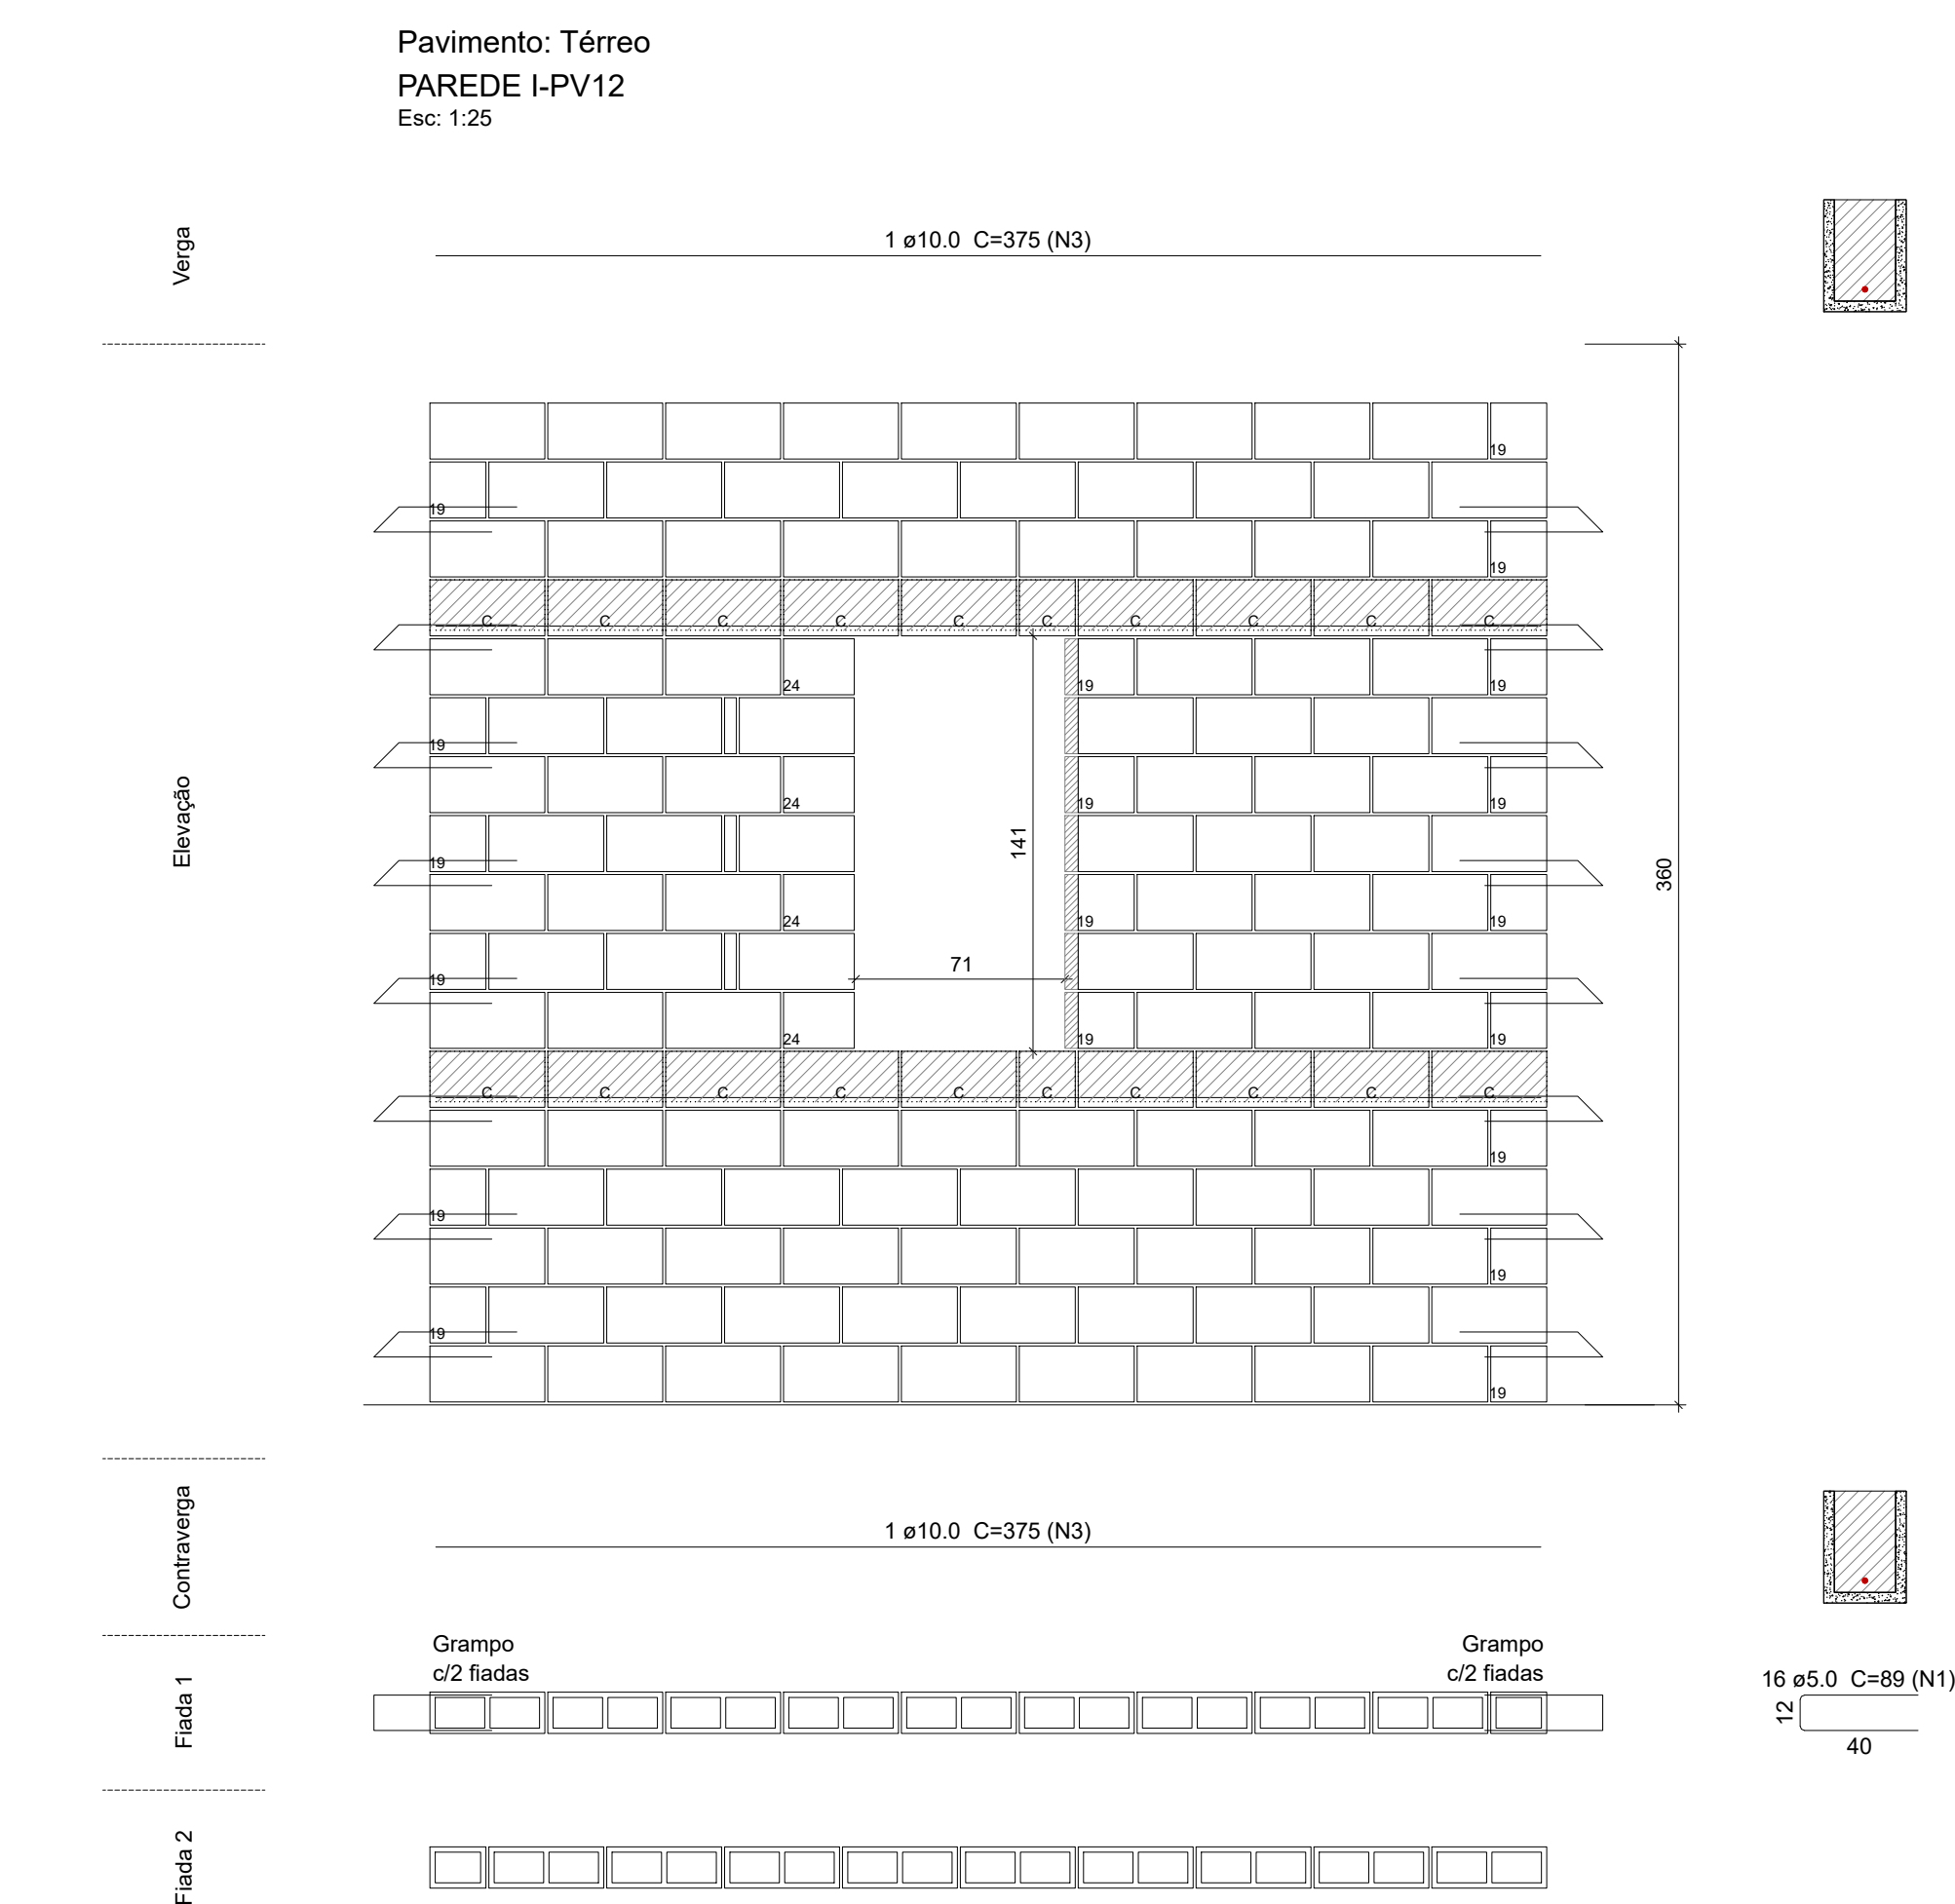 Pavimento: Térreo
PAREDE I-PV12
Esc: 1:25
Verga
1 ø10.0 C=375 (N3)
19
19
19
C C C C C C C C C C
24 19 19
19
24 19 19
19
24 19 19
19
24 19 19
141
71
360
Elevação
C C C C C C C C C C
19
19
19
19
19
Contraverga
1 ø10.0 C=375 (N3)
Grampo
c/2 fiadas
Grampo
c/2 fiadas
Fiada 1
16 ø5.0 C=89 (N1)
12
40
Fiada 2